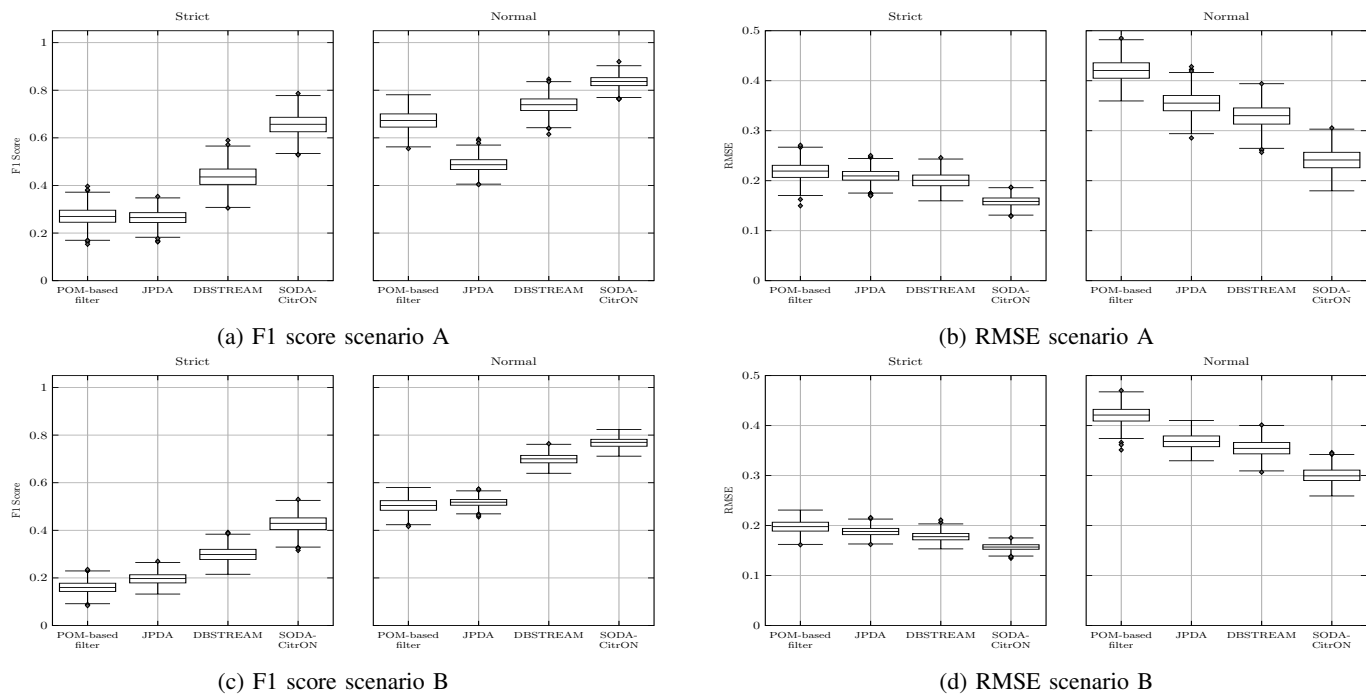 Strict
Normal
1
0.8
0.6
0.4
0.2
0
F1 Score
POM-based
filter
JPDA
DBSTREAM
SODA-
CitrON
POM-based
filter
JPDA
DBSTREAM
SODA-
CitrON
(a) F1 score scenario A
Strict
Normal
0.5
0.4
0.3
0.2
0.1
0
RMSE
POM-based
filter
JPDA
DBSTREAM
SODA-
CitrON
POM-based
filter
JPDA
DBSTREAM
SODA-
CitrON
(b) RMSE scenario A
Strict
Normal
1
0.8
0.6
0.4
0.2
0
F1 Score
POM-based
filter
JPDA
DBSTREAM
SODA-
CitrON
POM-based
filter
JPDA
DBSTREAM
SODA-
CitrON
(c) F1 score scenario B
Strict
Normal
0.5
0.4
0.3
0.2
0.1
0
RMSE
POM-based
filter
JPDA
DBSTREAM
SODA-
CitrON
POM-based
filter
JPDA
DBSTREAM
SODA-
CitrON
(d) RMSE scenario B